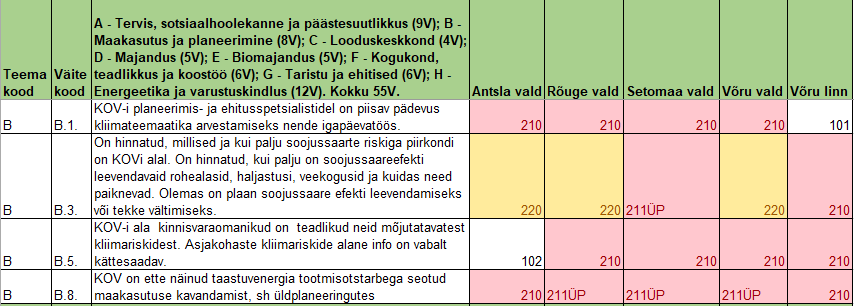 A - Tervis, sotsiaalhoolekanne ja päästesuutlikkus (9V); B -
Maakasutus ja planeerimine (8V); C - Looduskeskkond (4V);
D - Majandus (5V); E - Biomajandus (5V); F - Kogukond,
teadlikkus ja koostöö (6V); G - Taristu ja ehitised (6V); H -
Energeetika ja varustuskindlus (12V). Kokku 55V.
Teema kood
Väite kood
Antsla vald
Rõuge vald
Setomaa vald
Võru vald
Võru linn
B
B.1.
KOV-i planeerimis- ja ehitusspetsialistidel on piisav pädevus
kliimateemaatika arvestamiseks nende igapäevatöös.
210
210
210
210
101
B
B.3.
On hinnatud, millised ja kui palju soojussaarte riskiga piirkondi
on KOVi alal. On hinnatud, kui palju on soojussaareefekti
leevendavaid rohealasid, haljastusi, veekogusid ja kuidas need
paiknevad. Olemas on plaan soojussaare efekti leevendamiseks
või tekke vältimiseks.
220
220
211ÜP
220
210
B
B.5.
KOV-i ala  kinnisvaraomanikud on  teadlikud neid mõjutatavatest
kliimariskidest. Asjakohaste kliimariskide alane info on vabalt
kättesaadav.
102
210
210
210
210
B
B.8.
KOV on ette näinud taastuvenergia tootmisotstarbega seotud
maakasutuse kavandamist, sh üldplaneeringutes
210
211ÜP
211ÜP
211ÜP
210